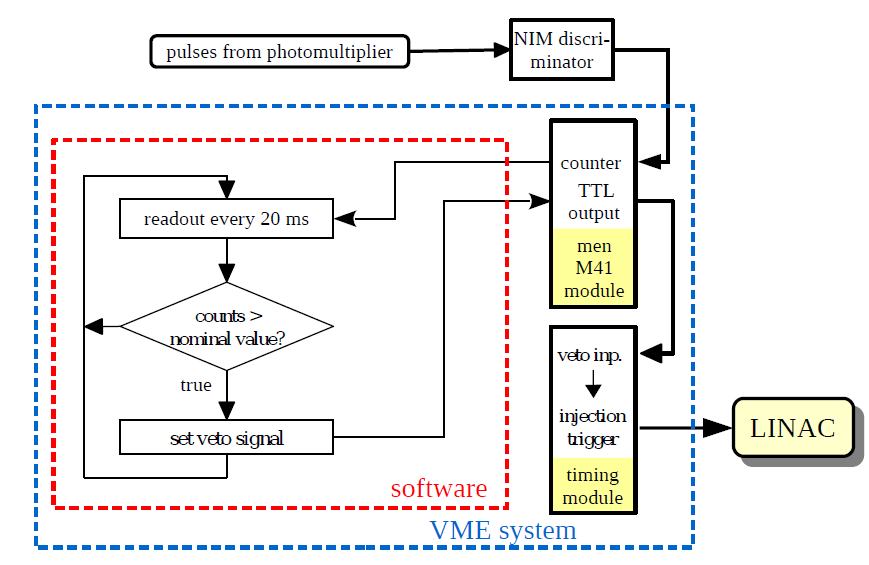 pulses from photomultiplier
NIM discri-
minator
counter
TTL
output
men
M41
module
readout every 20 ms
counts >
nominal value?
true
set veto signal
veto inp.
injection
trigger
timing
module
LINAC
software
VME system